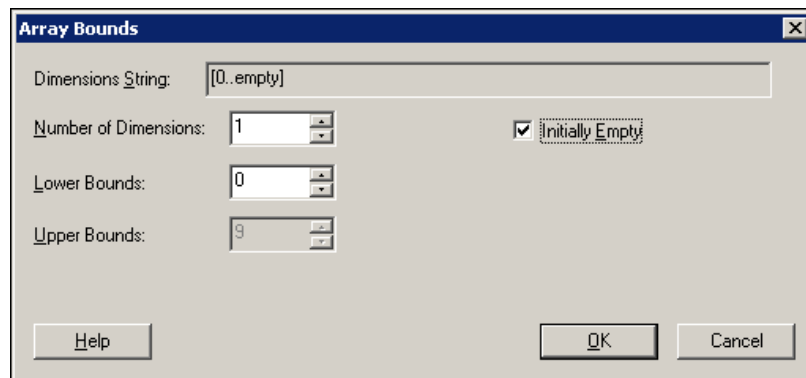 Array Bounds
Dimensions String: [0..empty]
Number of Dimensions: 1 Initially Empty
Lower Bounds: 0
Upper Bounds: 9
Help OK Cancel